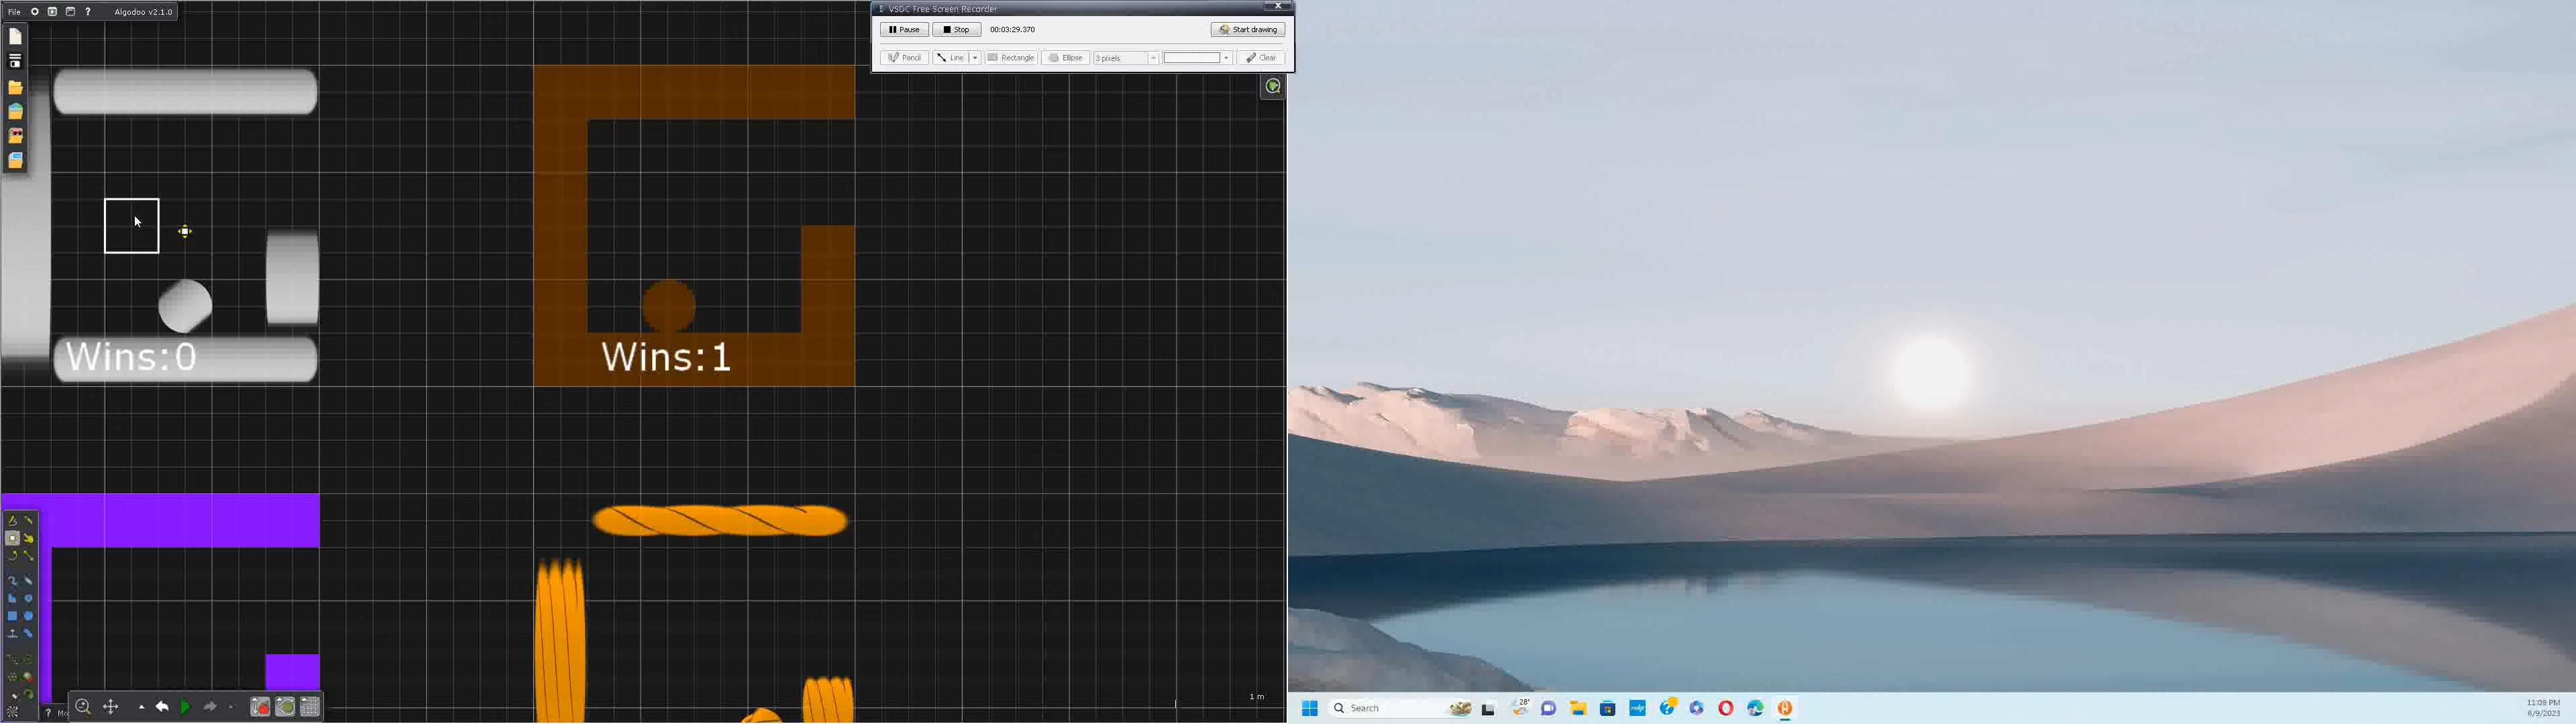 File ? Algodoo v2.1.0
VSDC Free Screen Recorder
Pause Stop 00:03:29.370 Start drawing
Pencil Line Rectangle Ellipse 3 pixels Clear
Wins:0
Wins:1
1 m
?
Search
28°
11:09 PM
6/9/2023